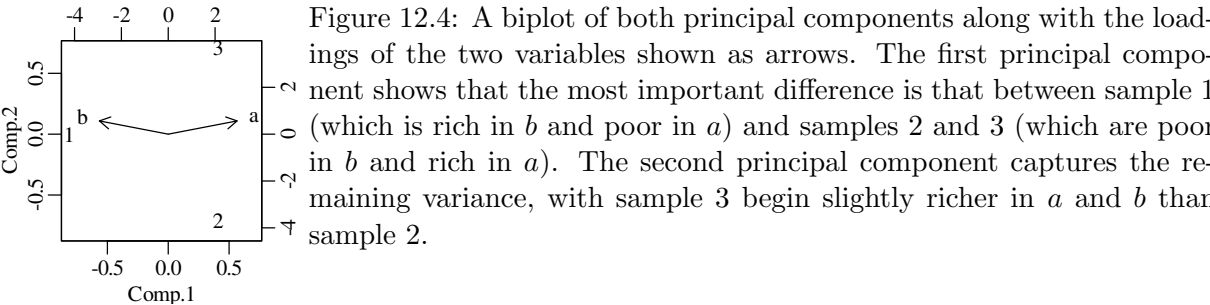 -4 -2 0 2
3
0.5
2
b
a
Comp.2
0.0
1
0
-0.5
-2
2
-4
-0.5 0.0 0.5
Comp.1
Figure 12.4: A biplot of both principal components along with the load-
ings of the two variables shown as arrows. The first principal compo-
nent shows that the most important difference is that between sample 1
(which is rich in b and poor in a) and samples 2 and 3 (which are poor
in b and rich in a). The second principal component captures the re-
maining variance, with sample 3 begin slightly richer in a and b than
sample 2.